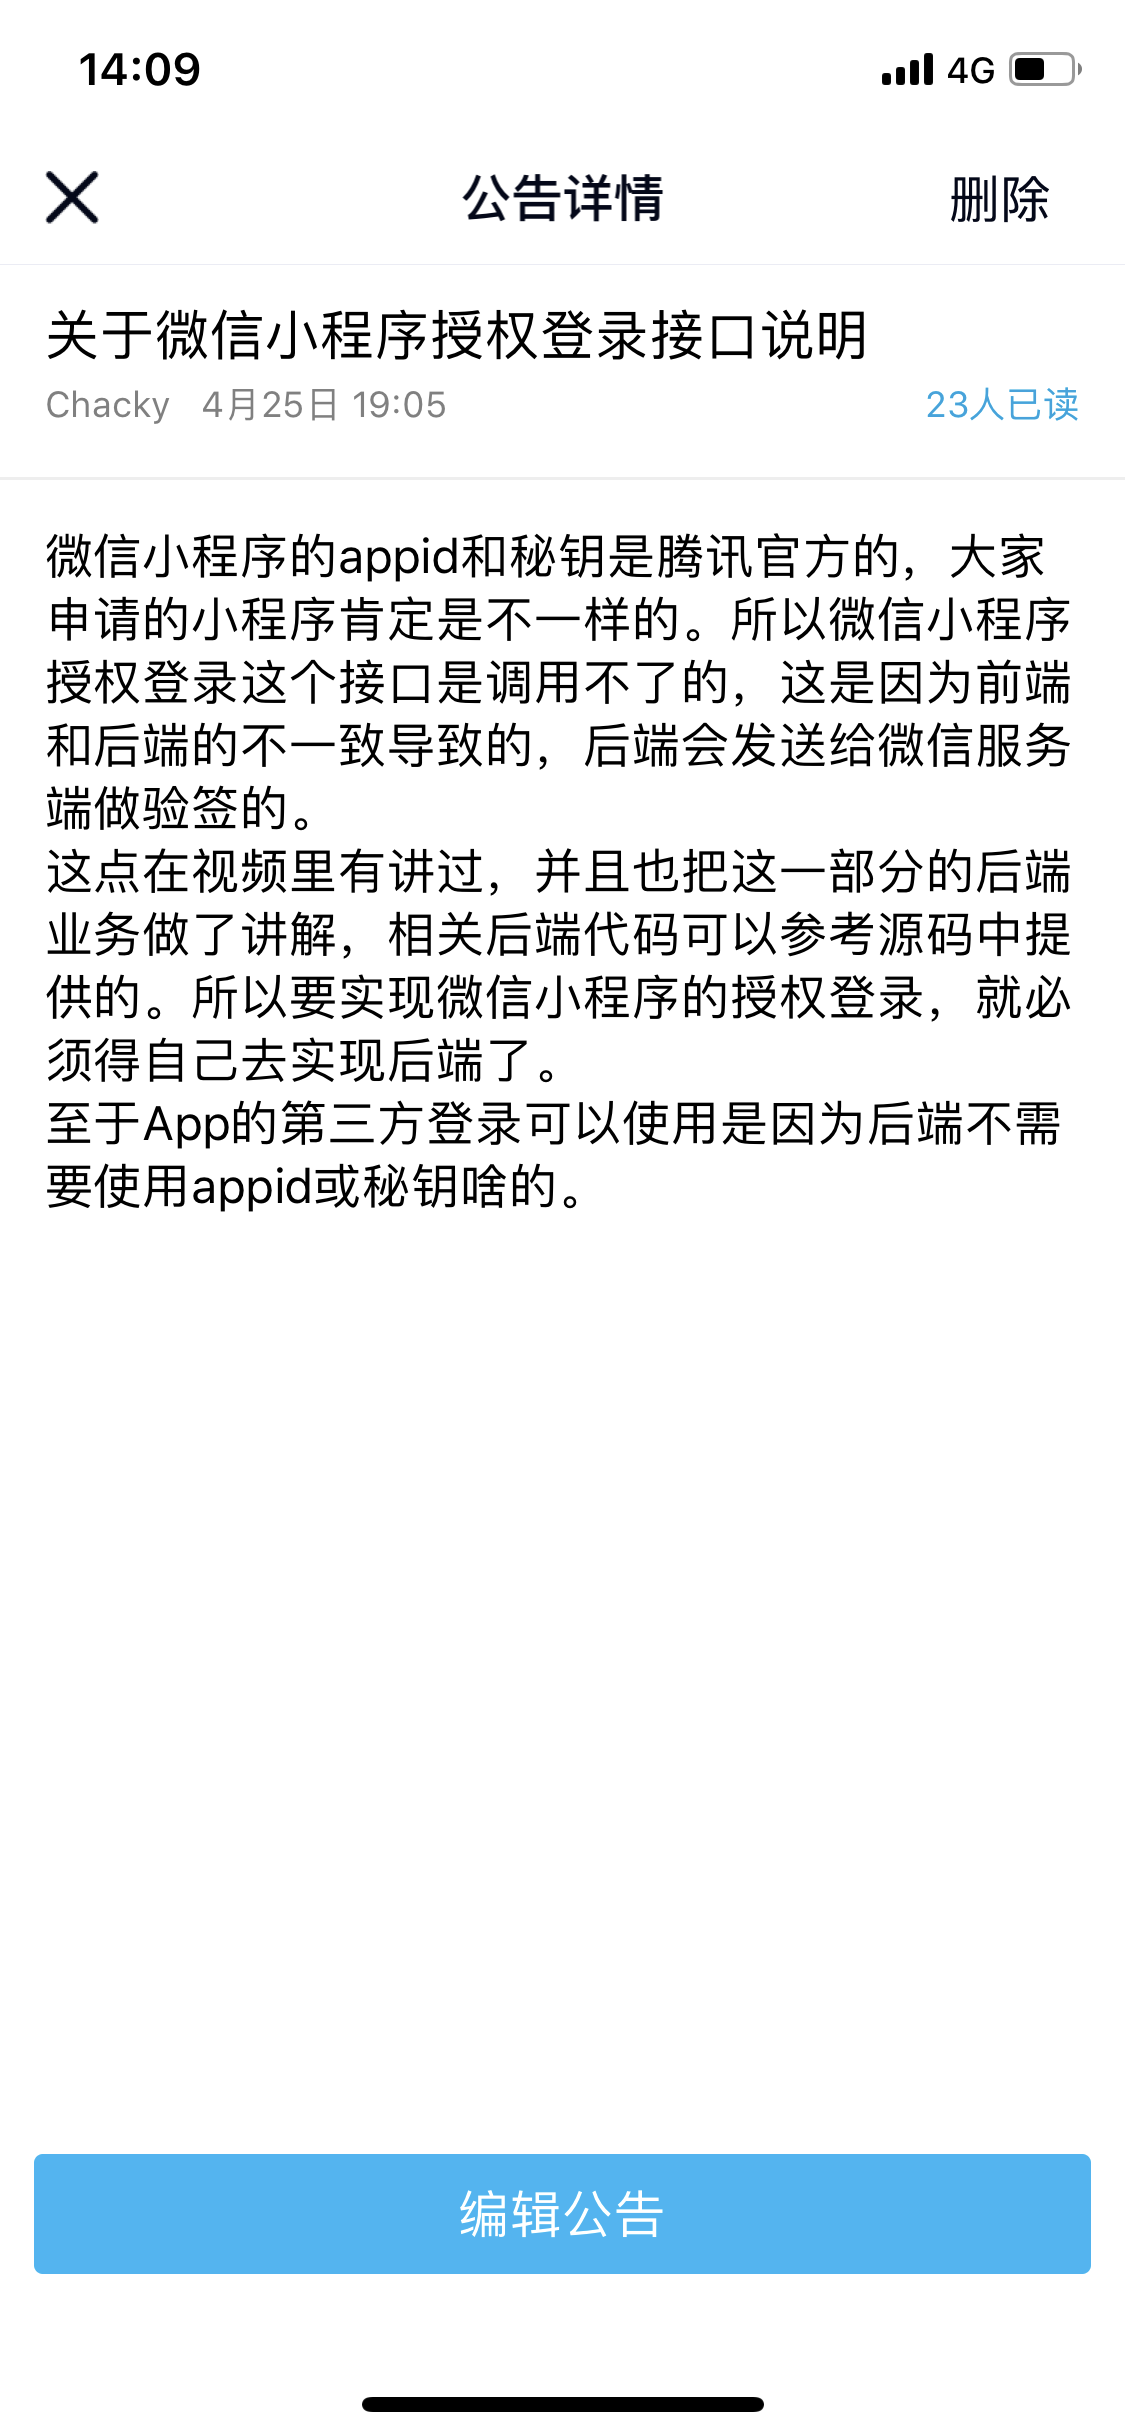 14:09
4G
公告详情
删除
关于微信小程序授权登录接口说明
Chacky 4月25日 19:05
23人已读
微信小程序的appid和秘钥是腾讯官方的，大家
申请的小程序肯定是不一样的。所以微信小程序
授权登录这个接口是调用不了的，这是因为前端
和后端的不一致导致的，后端会发送给微信服务
端做验签的。
这点在视频里有讲过，并且也把这一部分的后端
业务做了讲解，相关后端代码可以参考源码中提
供的。所以要实现微信小程序的授权登录，就必
须得自己去实现后端了。
至于App的第三方登录可以使用是因为后端不需
要使用appid或秘钥啥的。
编辑公告